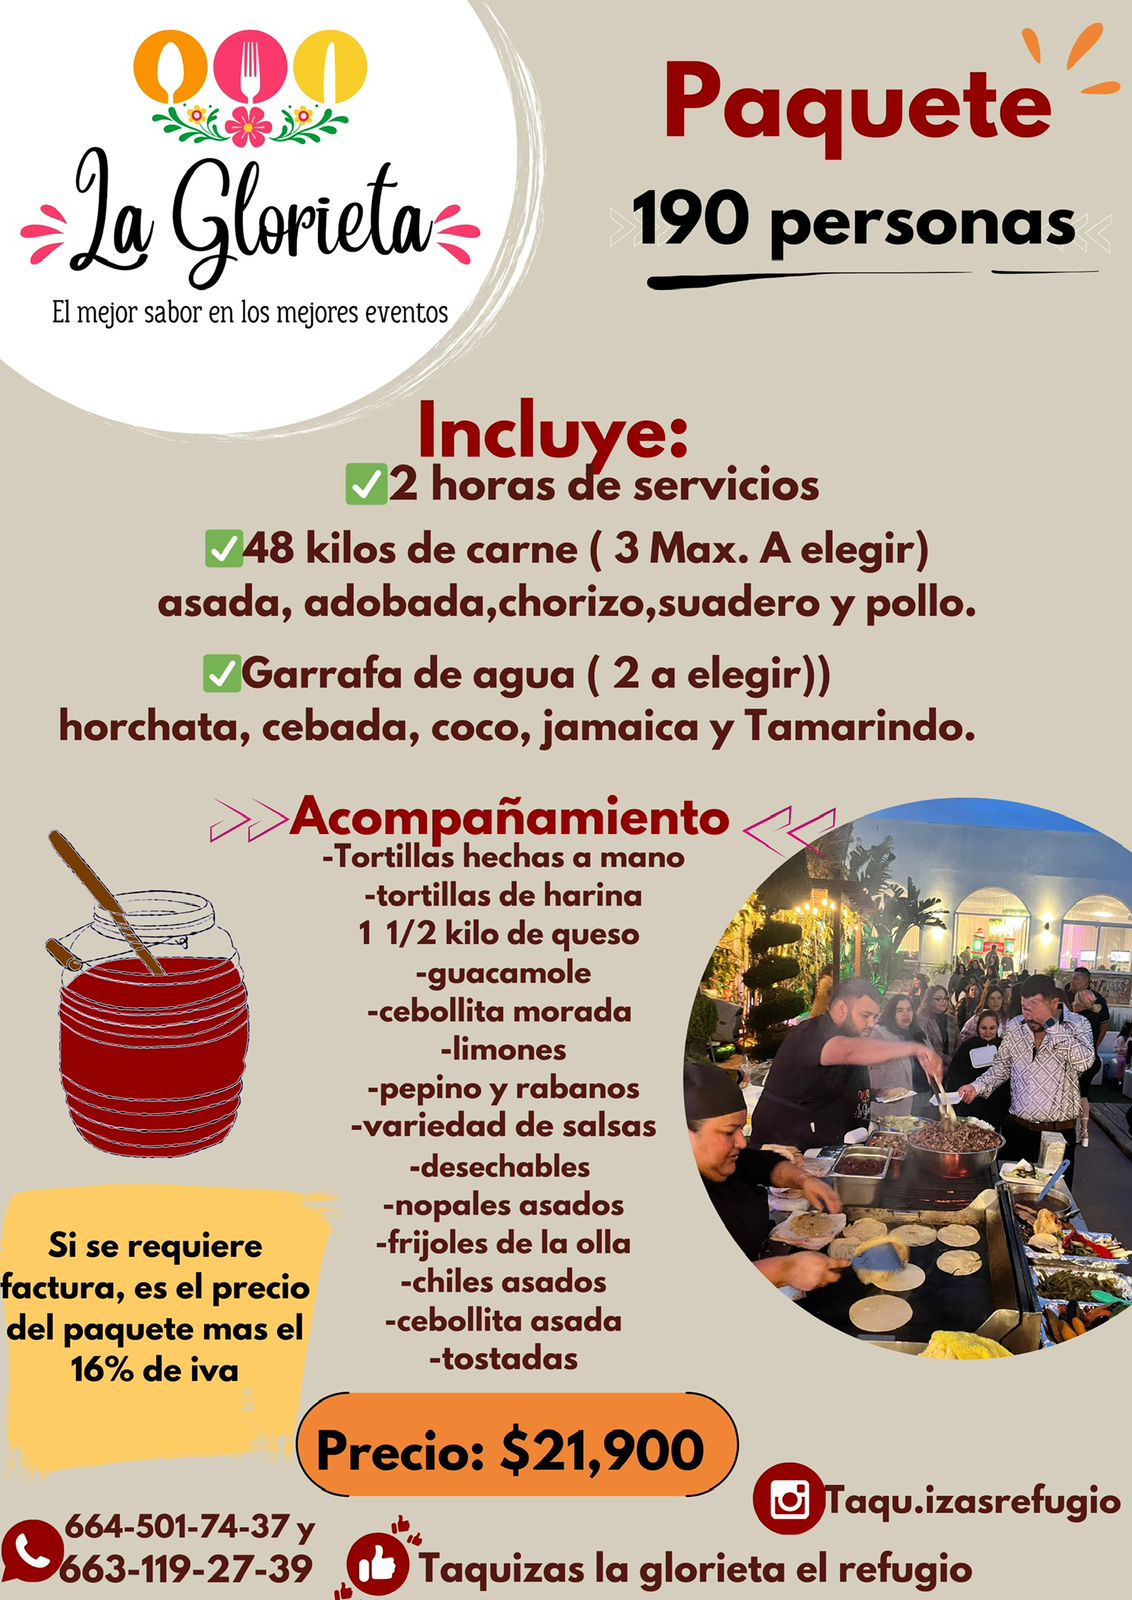 La Glorieta
El mejor sabor en los mejores eventos
Paquete
190 personas
Incluye:
✅2 horas de servicios
✅48 kilos de carne ( 3 Max. A elegir)
asada, adobada,chorizo,suadero y pollo.
✅Garrafa de agua ( 2 a elegir))
horchata, cebada, coco, jamaica y Tamarindo.
Acompañamiento
-Tortillas hechas a mano
-tortillas de harina
1 1/2 kilo de queso
-guacamole
-cebollita morada
-limones
-pepino y rabanos
-variedad de salsas
-desechables
-nopales asados
-frijoles de la olla
-chiles asados
-cebollita asada
-tostadas
Si se requiere
factura, es el precio
del paquete mas el
16% de iva
Precio: $21,900
Taqu.izasrefugio
664-501-74-37 y
663-119-27-39
Taquizas la glorieta el refugio